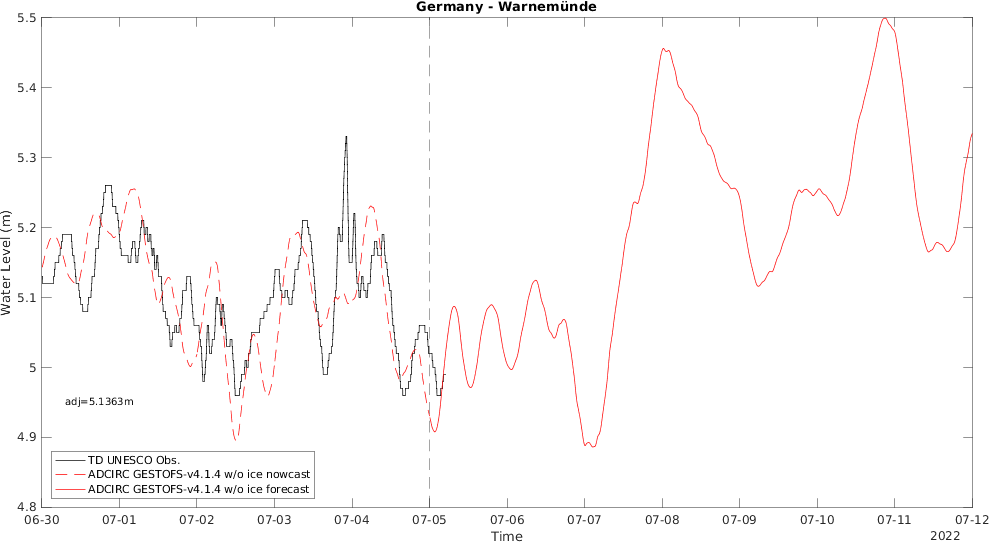 Germany - Warnemünde
5.5
5.4
5.3
5.2
5.1
5
4.9
4.8
Water Level (m)
adj=5.1363m
TD UNESCO Obs.
ADCIRC GESTOFS-v4.1.4 w/o ice nowcast
ADCIRC GESTOFS-v4.1.4 w/o ice forecast
06-30 07-01 07-02 07-03 07-04 07-05 07-06 07-07 07-08 07-09 07-10 07-11 07-12
Time
2022